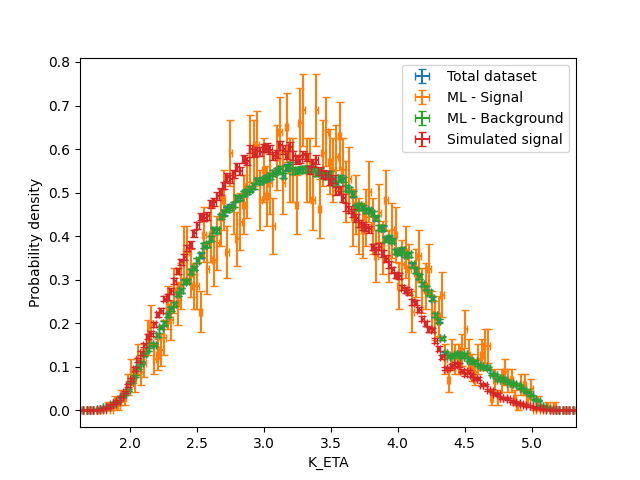 0.8
0.7
0.6
0.5
0.4
0.3
0.2
0.1
0.0
Probability density
Total dataset
ML - Signal
ML - Background
Simulated signal
2.0 2.5 3.0 3.5 4.0 4.5 5.0
K_ETA